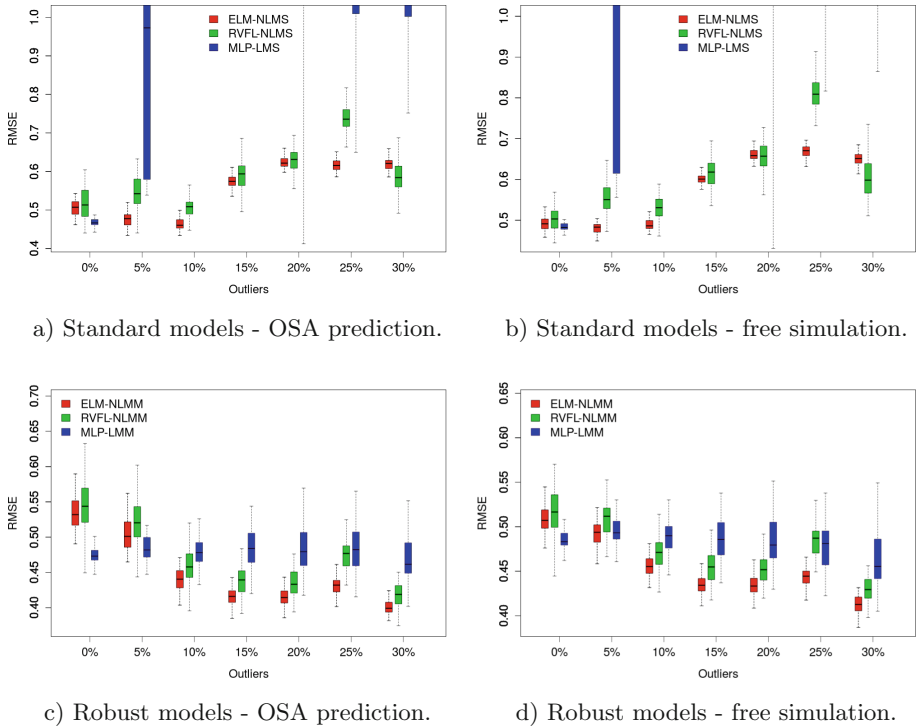 ELM-NLMS
RVFL-NLMS
MLP-LMS
RMSE
1.0
0.9
0.8
0.7
0.6
0.5
0.4
0% 5% 10% 15% 20% 25% 30%
Outliers
a) Standard models - OSA prediction.
ELM-NLMS
RVFL-NLMS
MLP-LMS
RMSE
1.0
0.9
0.8
0.7
0.6
0.5
0% 5% 10% 15% 20% 25% 30%
Outliers
b) Standard models - free simulation.
ELM-NLMM
RVFL-NLMM
MLP-LMM
RMSE
0.70
0.65
0.60
0.55
0.50
0.45
0.40
0% 5% 10% 15% 20% 25% 30%
Outliers
c) Robust models - OSA prediction.
ELM-NLMM
RVFL-NLMM
MLP-LMM
RMSE
0.65
0.60
0.55
0.50
0.45
0.40
0% 5% 10% 15% 20% 25% 30%
Outliers
d) Robust models - free simulation.